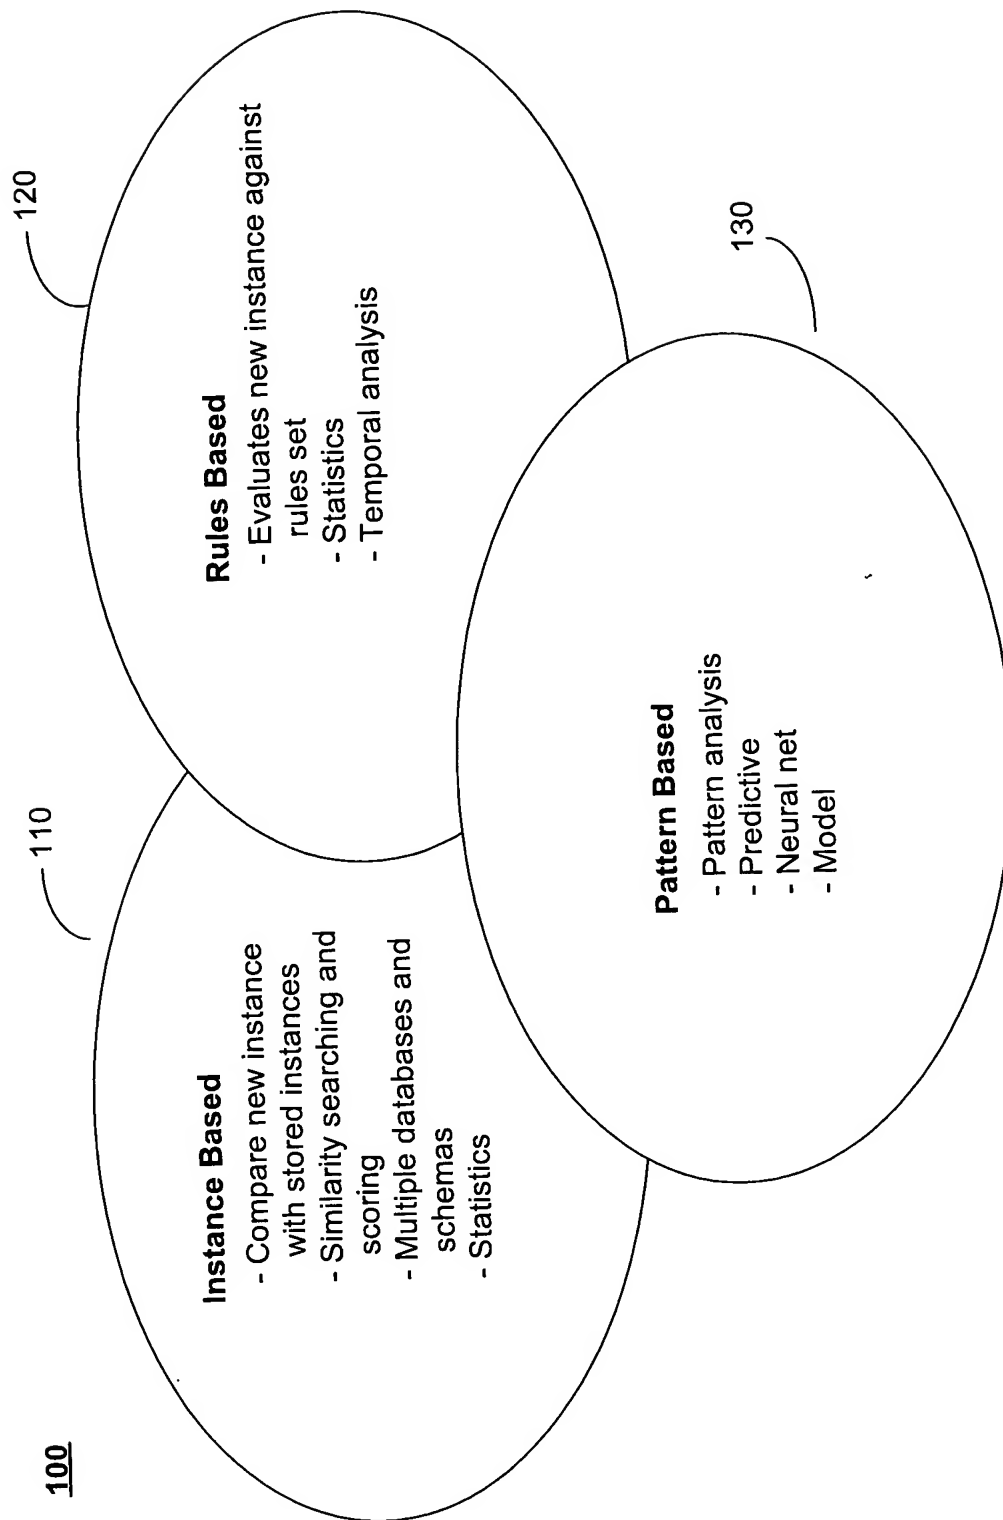 100
110
Instance Based
- Compare new instance
with stored instances
- Similarity searching and
scoring
- Multiple databases and
schemas
- Statistics
120
Rules Based
- Evaluates new instance against
rules set
- Statistics
- Temporal analysis
130
Pattern Based
- Pattern analysis
- Predictive
- Neural net
- Model